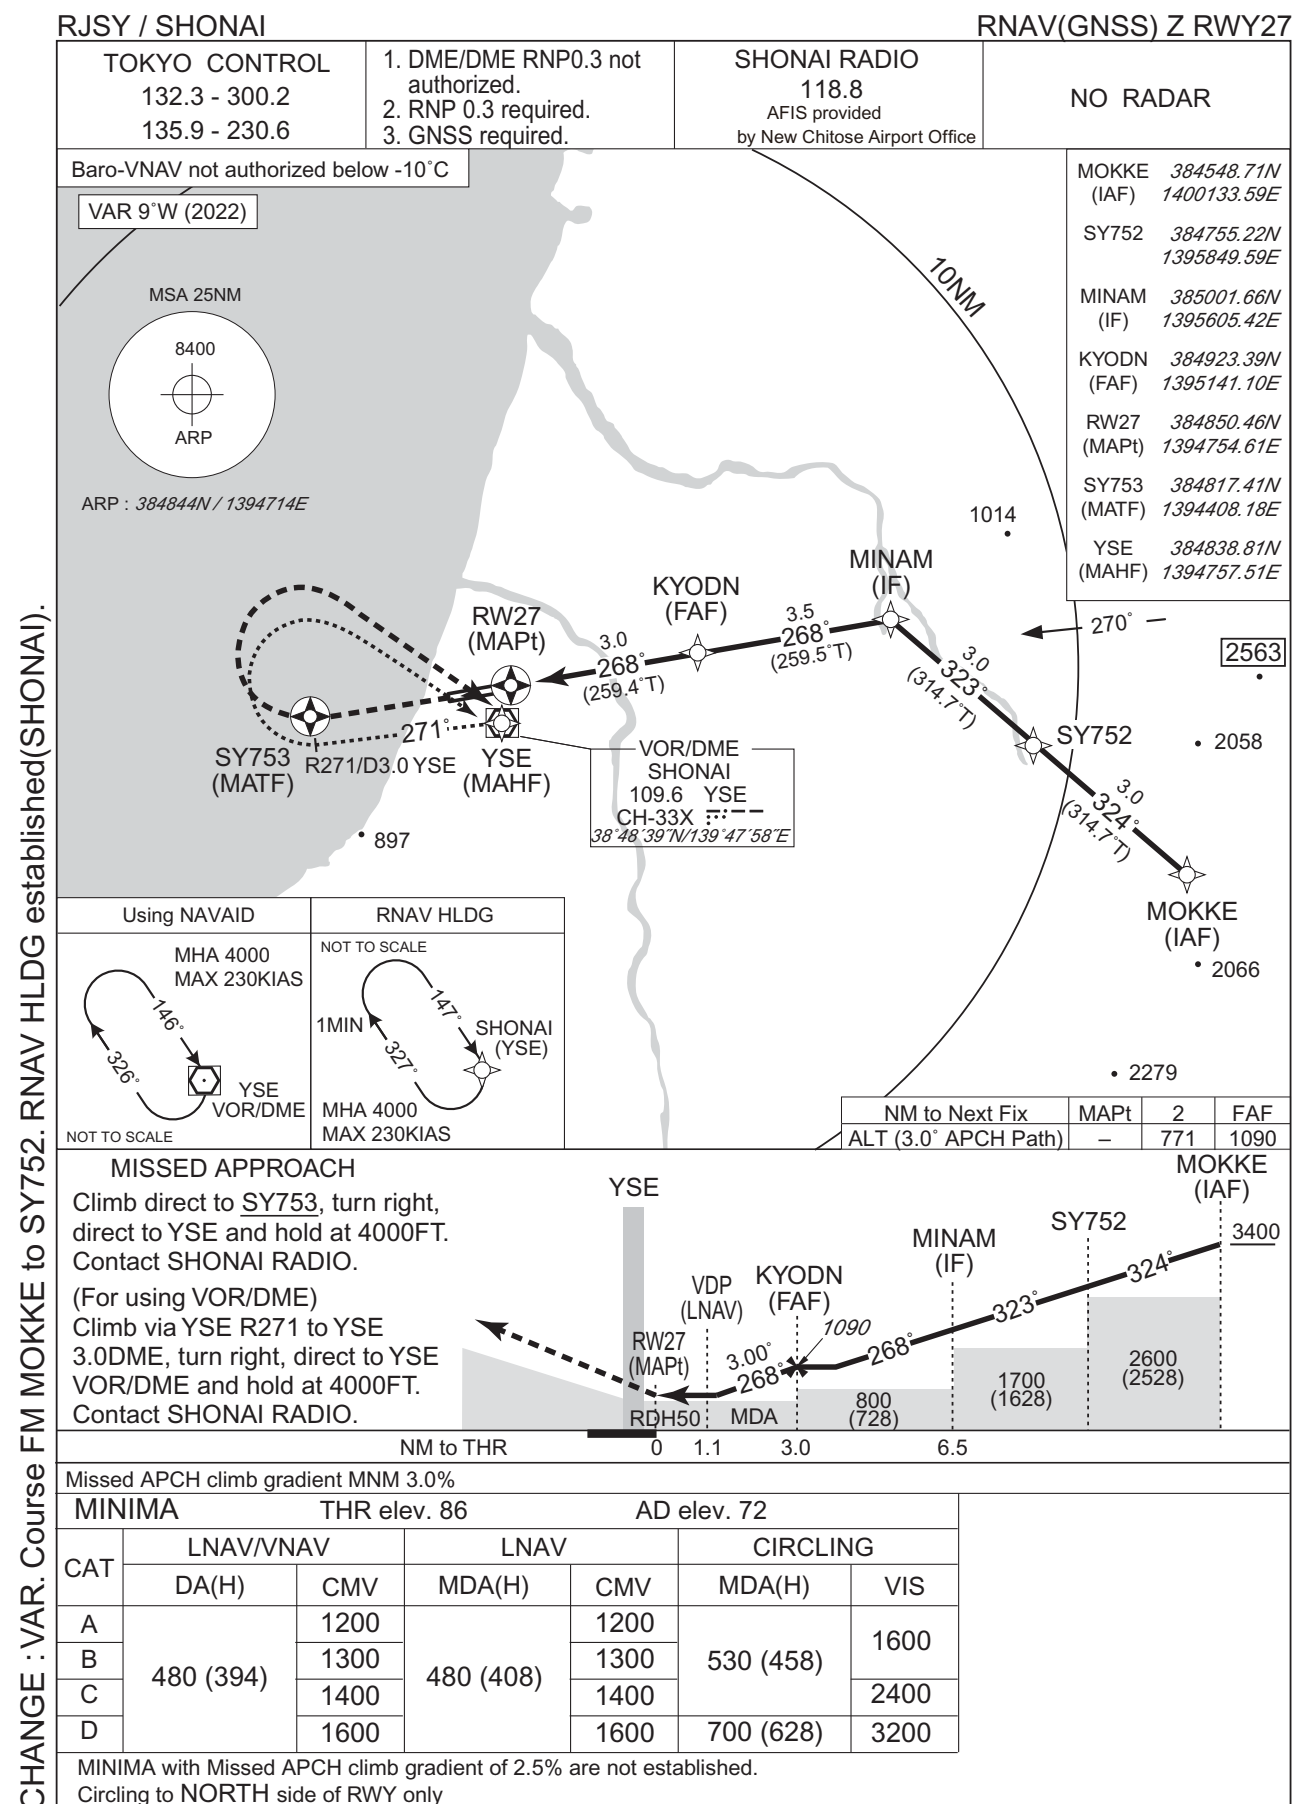 RJSY / SHONAI
RNAV(GNSS) Z RWY27
TOKYO CONTROL
132.3 - 300.2
135.9 - 230.6
1. DME/DME RNP0.3 not
authorized.
2. RNP 0.3 required.
3. GNSS required.
SHONAI RADIO
118.8
AFIS provided
by New Chitose Airport Office
NO RADAR
Baro-VNAV not authorized below -10˚C
VAR 9˚W (2022)
MSA 25NM
8400
ARP
ARP : 384844N / 1394714E
10NM
MOKKE 384548.71N
(IAF) 1400133.59E
SY752 384755.22N
1395849.59E
MINAM 385001.66N
(IF) 1395605.42E
KYODN 384923.39N
(FAF) 1395141.10E
RW27 384850.46N
(MAPt) 1394754.61E
SY753 384817.41N
(MATF) 1394408.18E
YSE 384838.81N
(MAHF) 1394757.51E
1014
MINAM
(IF)
KYODN
(FAF)
RW27
(MAPt)
3.5
268˚
(259.5˚T)
3.0
268˚
(259.4˚T)
270˚
2563
3.0
323˚
(314.7˚T)
SY752
2058
3.0
324˚
(314.7˚T)
MOKKE
(IAF)
2066
2279
271˚
SY753
(MATF)
R271/D3.0 YSE
YSE
(MAHF)
VOR/DME
SHONAI
109.6 YSE
CH-33X
38˚48´39˝N/139˚47´58˝E
897
Using NAVAID
MHA 4000
MAX 230KIAS
146˚
326˚
YSE
VOR/DME
NOT TO SCALE
RNAV HLDG
NOT TO SCALE
1MIN
147˚
327˚
SHONAI
(YSE)
MHA 4000
MAX 230KIAS
NM to Next Fix MAPt 2 FAF
ALT (3.0˚ APCH Path) – 771 1090
MISSED APPROACH
Climb direct to SY753, turn right,
direct to YSE and hold at 4000FT.
Contact SHONAI RADIO.
(For using VOR/DME)
Climb via YSE R271 to YSE
3.0DME, turn right, direct to YSE
VOR/DME and hold at 4000FT.
Contact SHONAI RADIO.
YSE
MOKKE
(IAF)
3400
SY752
MINAM
(IF)
KYODN
(FAF)
VDP
(LNAV)
RW27
(MAPt)
1090
324˚
323˚
268˚
3.00˚
268˚
2600
(2528)
1700
(1628)
800
(728)
RDH50
MDA
NM to THR 0 1.1 3.0 6.5
Missed APCH climb gradient MNM 3.0%
MINIMA THR elev. 86 AD elev. 72
CAT LNAV/VNAV LNAV CIRCLING
DA(H) CMV MDA(H) CMV MDA(H) VIS
A 480 (394) 1200 480 (408) 1200 530 (458) 1600
B 1300 1300
C 1400 1400 2400
D 1600 1600 700 (628) 3200
MINIMA with Missed APCH climb gradient of 2.5% are not established.
Circling to NORTH side of RWY only
CHANGE : VAR. Course FM MOKKE to SY752. RNAV HLDG established(SHONAI).